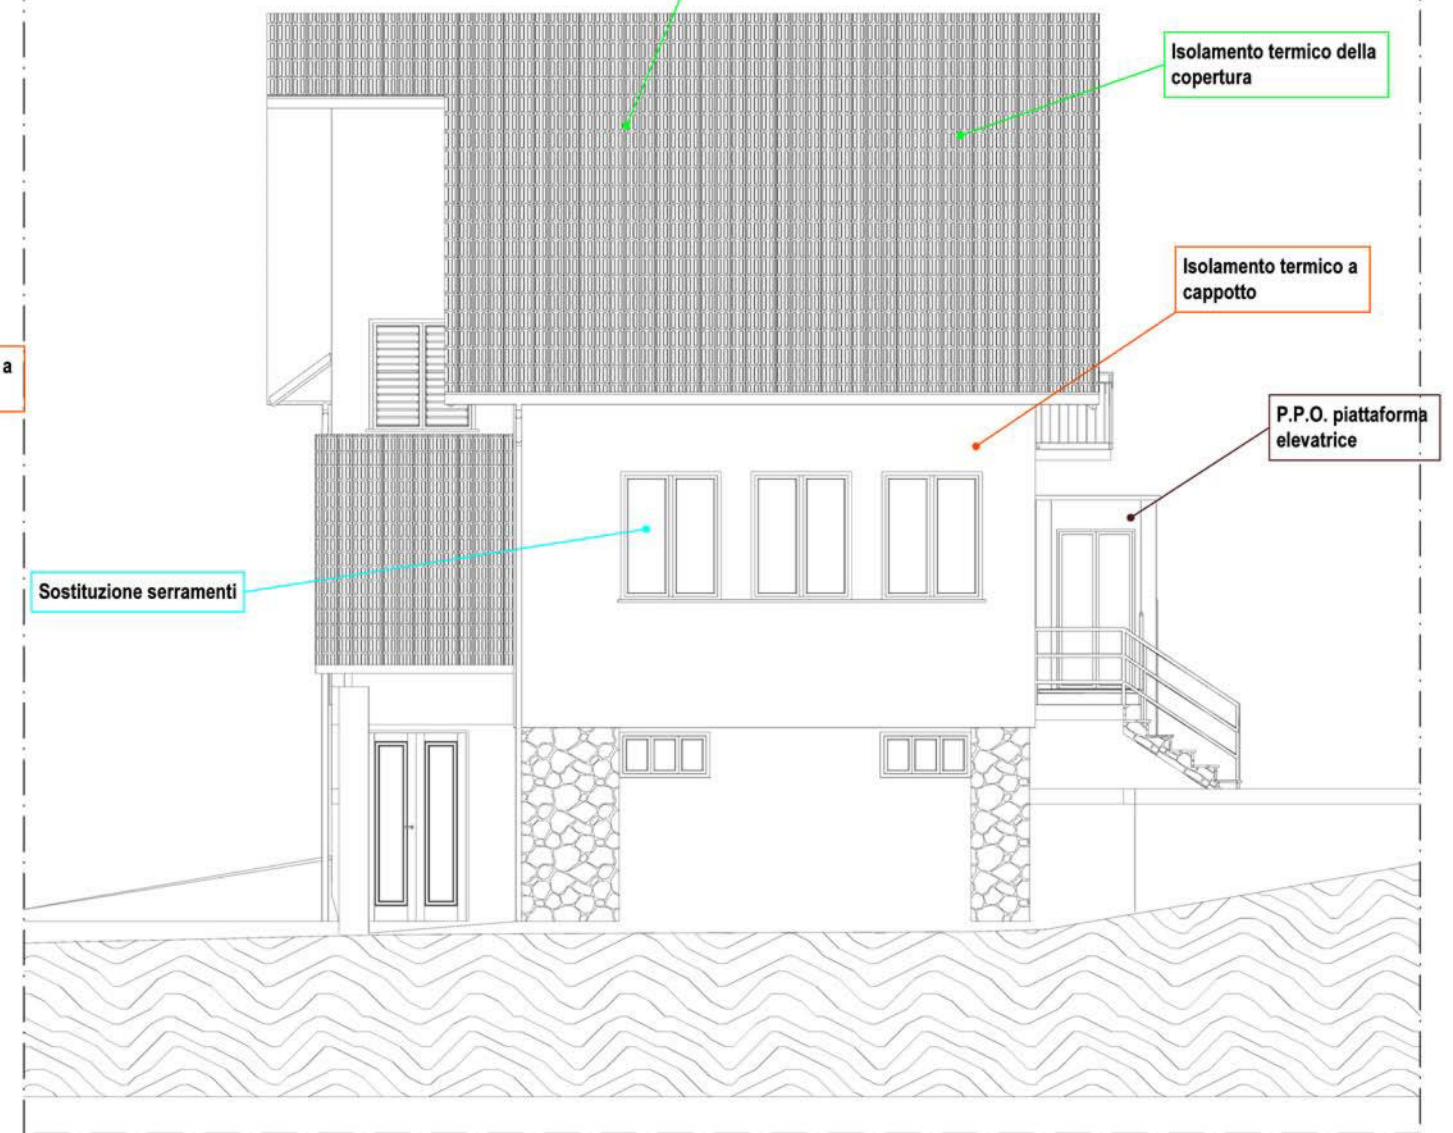 Isolamento termico della
copertura
Isolamento termico a
cappotto
a
P.P.O. piattaforma
elevatrice
Sostituzione serramenti